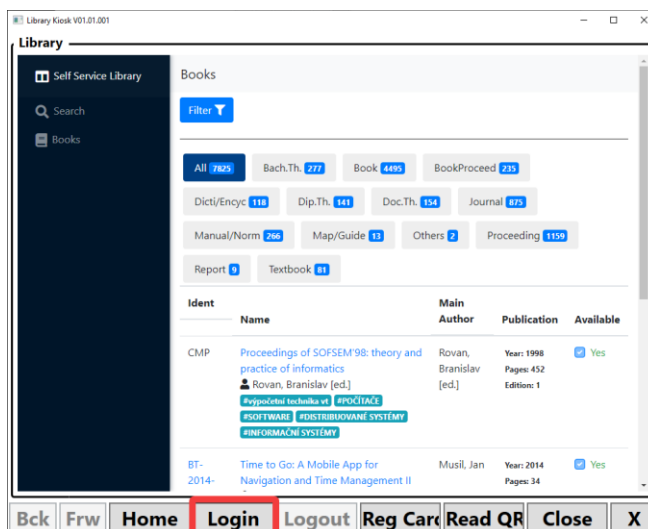 Library Kiosk V01.01.001
Library
Self Service Library
Search
Books
Books
Filter
All 7825
Bach.Th. 277
Book 4495
BookProceed 235
Dicti/Encyc 118
Dip.Th. 141
Doc.Th. 154
Journal 875
Manual/Norm 266
Map/Guide 13
Others 2
Proceeding 1159
Report 9
Textbook 81
Ident Name Main Author Publication Available
CMP
Proceedings of SOFSEM'98: theory and
practice of informatics
Rovan, Branislav [ed.]
#výpočetní technika vt #POČÍTAČE
#SOFTWARE #DISTRIBUOVANÉ SYSTÉMY
#INFORMAČNÍ SYSTÉMY
Rovan,
Branislav
[ed.]
Year: 1998
Pages: 452
Edition: 1
Yes
BT-
2014-
Time to Go: A Mobile App for
Navigation and Time Management II
Musil, Jan
Year: 2014
Pages: 34
Yes
Bck Frw Home Login Logout Reg Card Read QR Close X